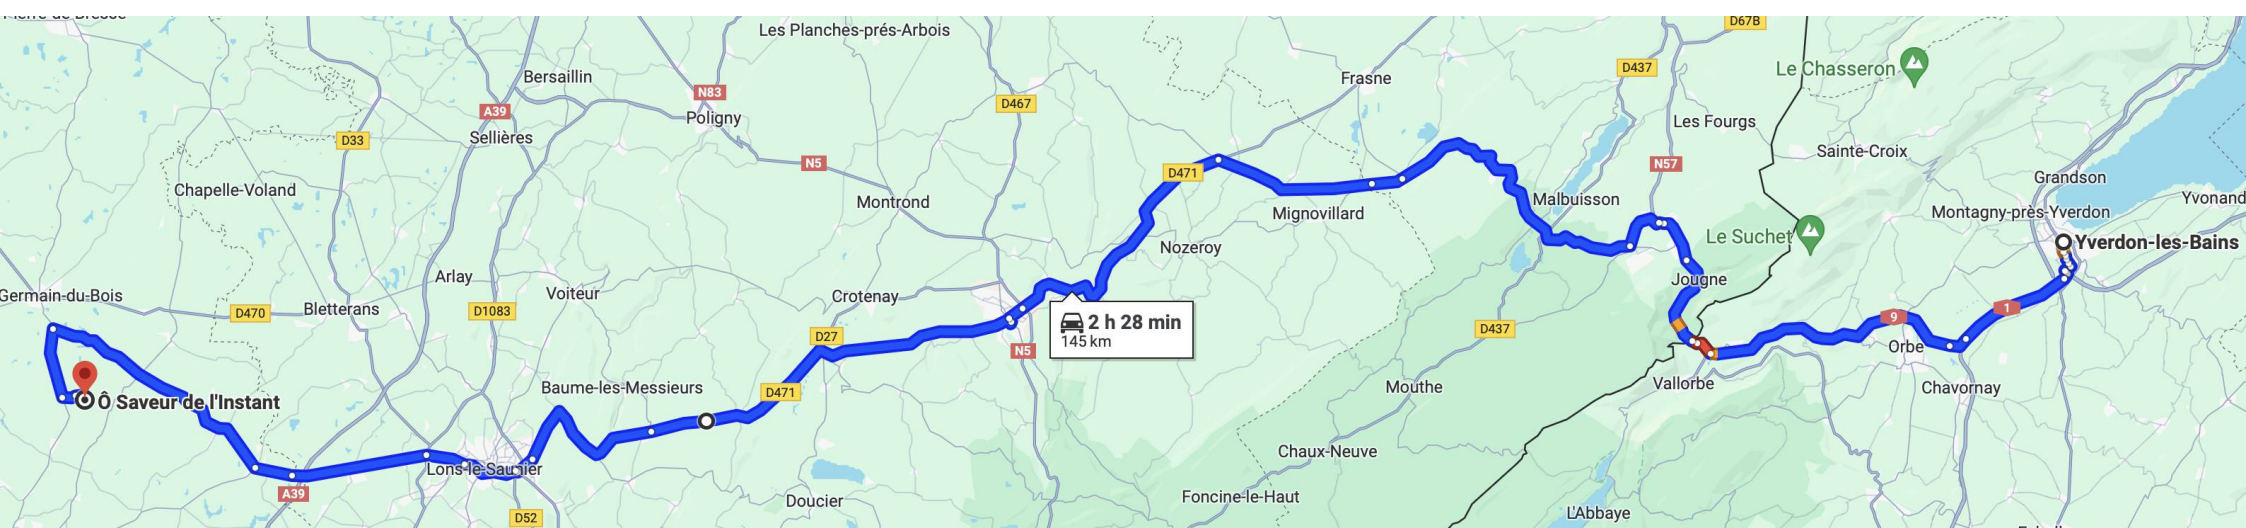 Pierre-de-Bresse
Les Planches-prés-Arbois
D67B
Bersaillin
Frasne
D437
Le Chasseron
N83
A39
D467
Poligny
Les Fourgs
Sellières
D33
N5
D471
N57
Sainte-Croix
Grandson
Chapelle-Voland
Montrond
Malbuisson
Mignovillard
Montagny-près-Yverdon
Yvonand
Le Suchet
Yverdon-les-Bains
Nozeroy
Arlay
Jougne
Germain-du-Bois
Voiteur
Crotenay
Bletterans
D470
D1083
2 h 28 min
145 km
D437
9
1
D27
N5
Orbe
Ô Saveur de l'Instant
Baume-les-Messieurs
D471
Mouthe
Vallorbe
Chavornay
Lons-le-Saunier
Chaux-Neuve
A39
Doucier
Foncine-le-Haut
L'Abbaye
D52